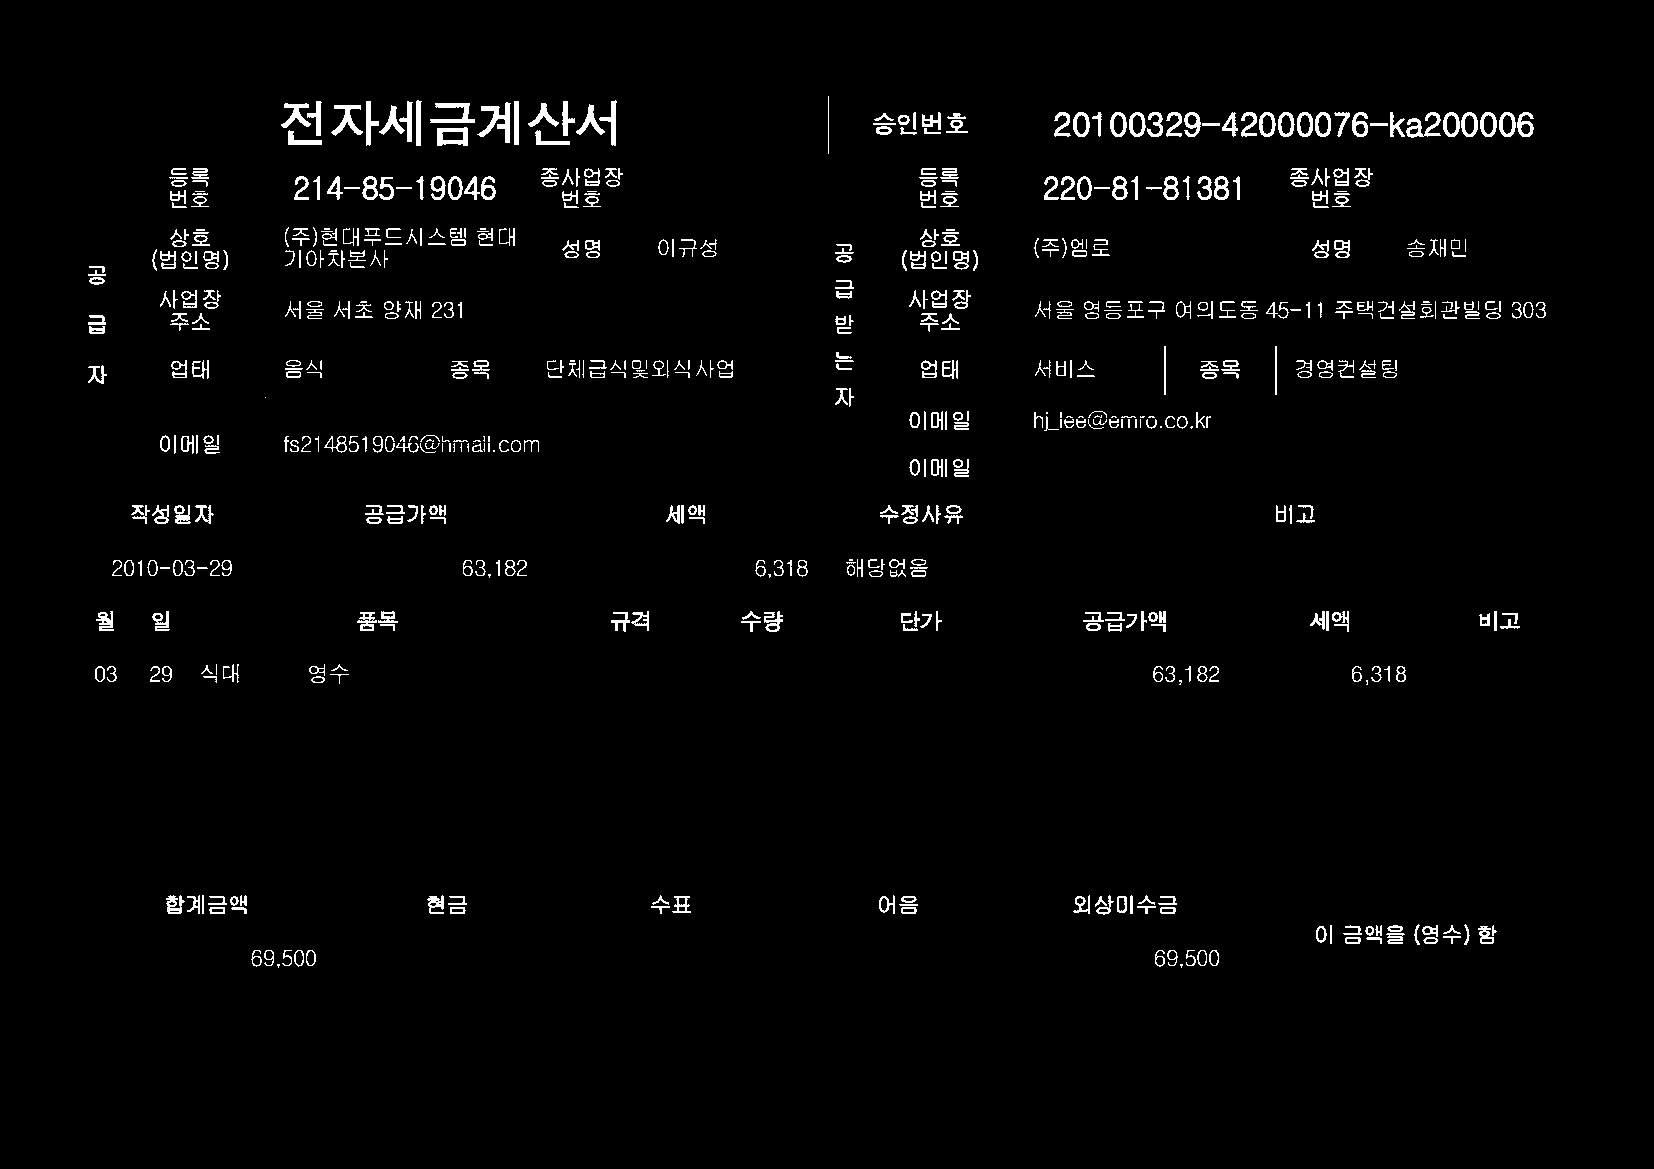 전자세금계산서
승인번호 20100329-42000076-ka200006
등록번호 214-85-19046 종사업장번호
등록번호 220-81-81381 종사업장번호
공급자
상호(법인명) (주)현대푸드시스템 현대기아차본사 성명 이규성
공급받는자
상호(법인명) (주)엠로 성명 송재민
사업장주소 서울 서초 양재 231
사업장주소 서울 영등포구 여의도동 45-11 주택건설회관빌딩 303
업태 음식 종목 단체급식및외식사업
업태 서비스 종목 경영컨설팅
이메일 fs2148519046@hmail.com
이메일 hj_lee@emro.co.kr
이메일
작성일자 공급가액 세액 수정사유 비고
2010-03-29 63,182 6,318 해당없음
월 일 품목 규격 수량 단가 공급가액 세액 비고
03 29 식대 영수 63,182 6,318
합계금액 현금 수표 어음 외상미수금
이 금액을 (영수) 함
69,500 69,500